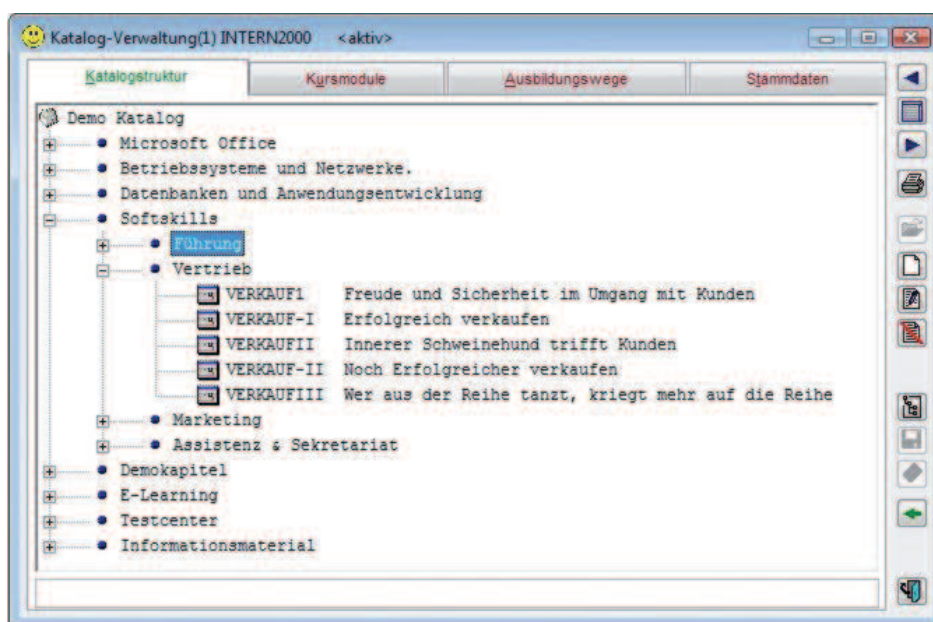 Katalog-Verwaltung(1) INTERN2000 <aktiv>
Katalogstruktur Kursmodule Ausbildungswege Stammdaten
Demo Katalog
Microsoft Office
Betriebssysteme und Netzwerke.
Datenbanken und Anwendungsentwicklung
Softskills
Führung
Vertrieb
VERKAUF1 Freude und Sicherheit im Umgang mit Kunden
VERKAUF-I Erfolgreich verkaufen
VERKAUFII Innerer Schweinehund trifft Kunden
VERKAUF-II Noch Erfolgreicher verkaufen
VERKAUFIII Wer aus der Reihe tanzt, kriegt mehr auf die Reihe
Marketing
Assistenz & Sekretariat
Demokapitel
E-Learning
Testcenter
Informationsmaterial